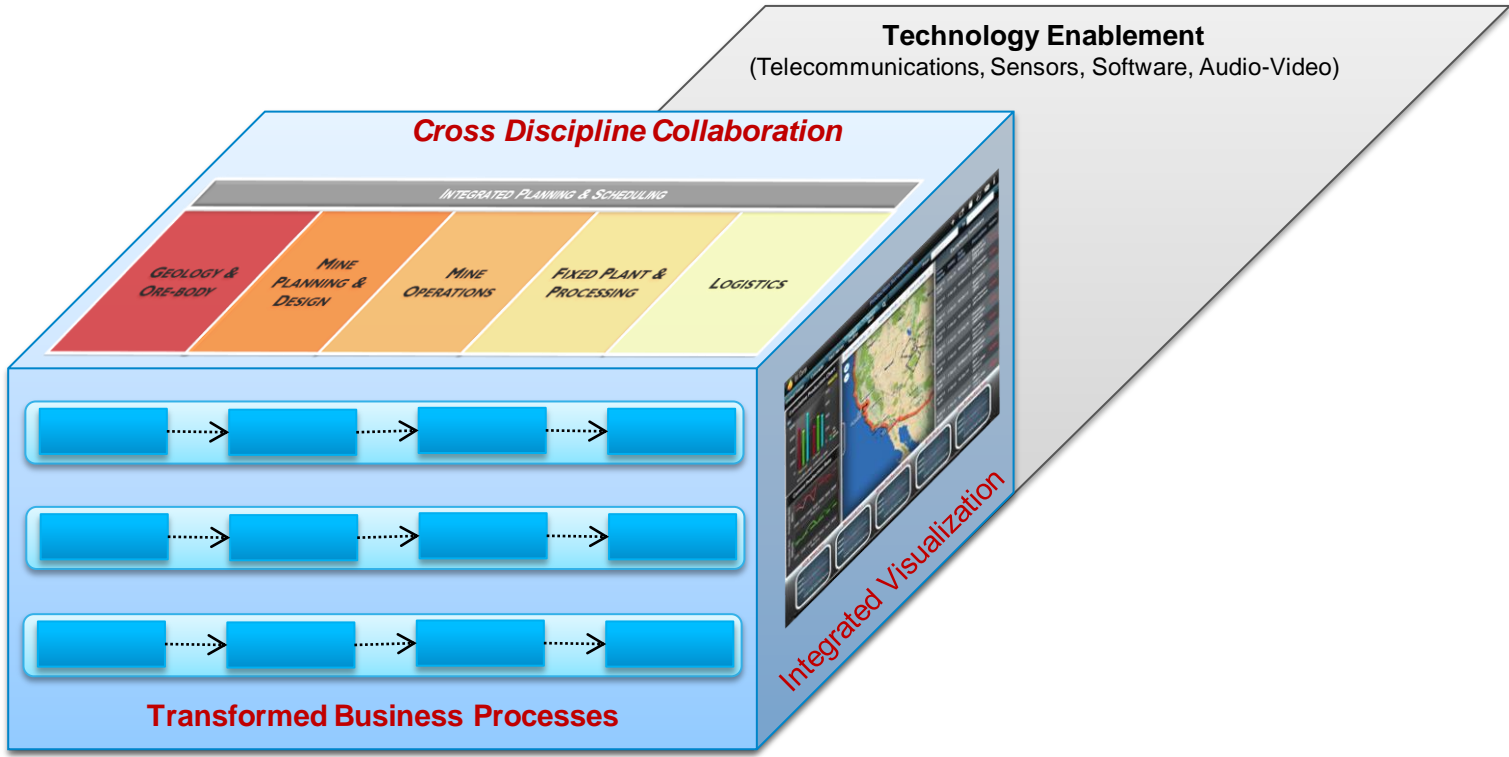 Technology Enablement
(Telecommunications, Sensors, Software, Audio-Video)
Cross Discipline Collaboration
INTEGRATED PLANNING & SCHEDULING
GEOLOGY &
ORE-BODY
MINE
PLANNING &
DESIGN
MINE
OPERATIONS
FIXED PLANT &
PROCESSING
LOGISTICS
Integrated Visualization
Transformed Business Processes